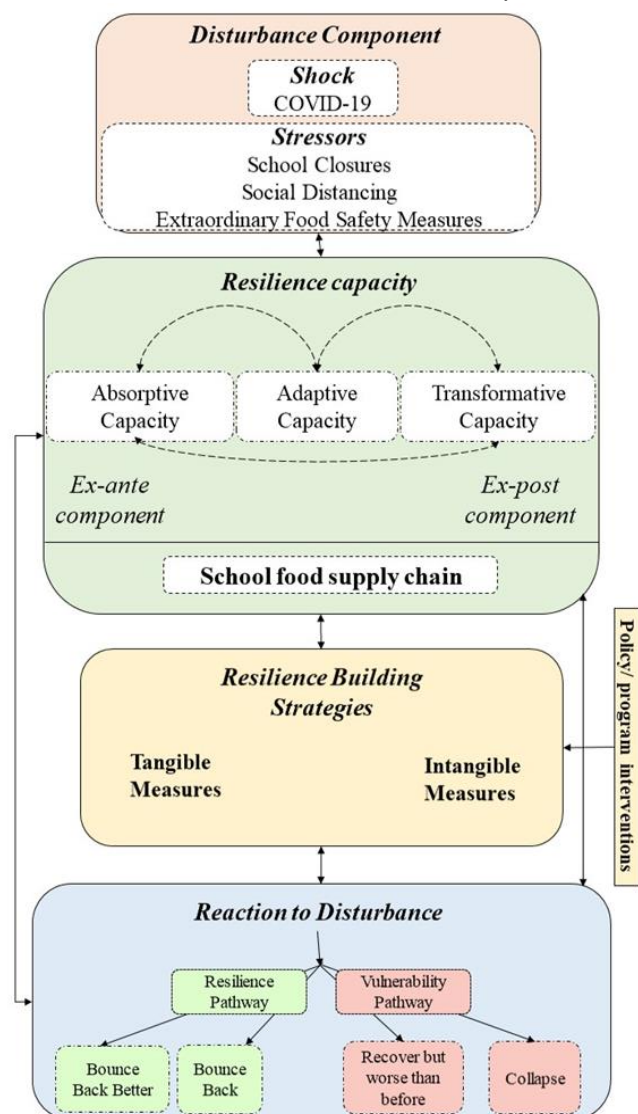 Disturbance Component
Shock
COVID-19
Stressors
School Closures
Social Distancing
Extraordinary Food Safety Measures
Resilience capacity
Absorptive
Capacity
Adaptive
Capacity
Transformative
Capacity
Ex-ante
component
Ex-post
component
School food supply chain
Resilience Building
Strategies
Tangible
Measures
Intangible
Measures
Policy/ program interventions
Reaction to Disturbance
Resilience
Pathway
Vulnerability
Pathway
Bounce
Back Better
Bounce
Back
Recover but
worse than
before
Collapse